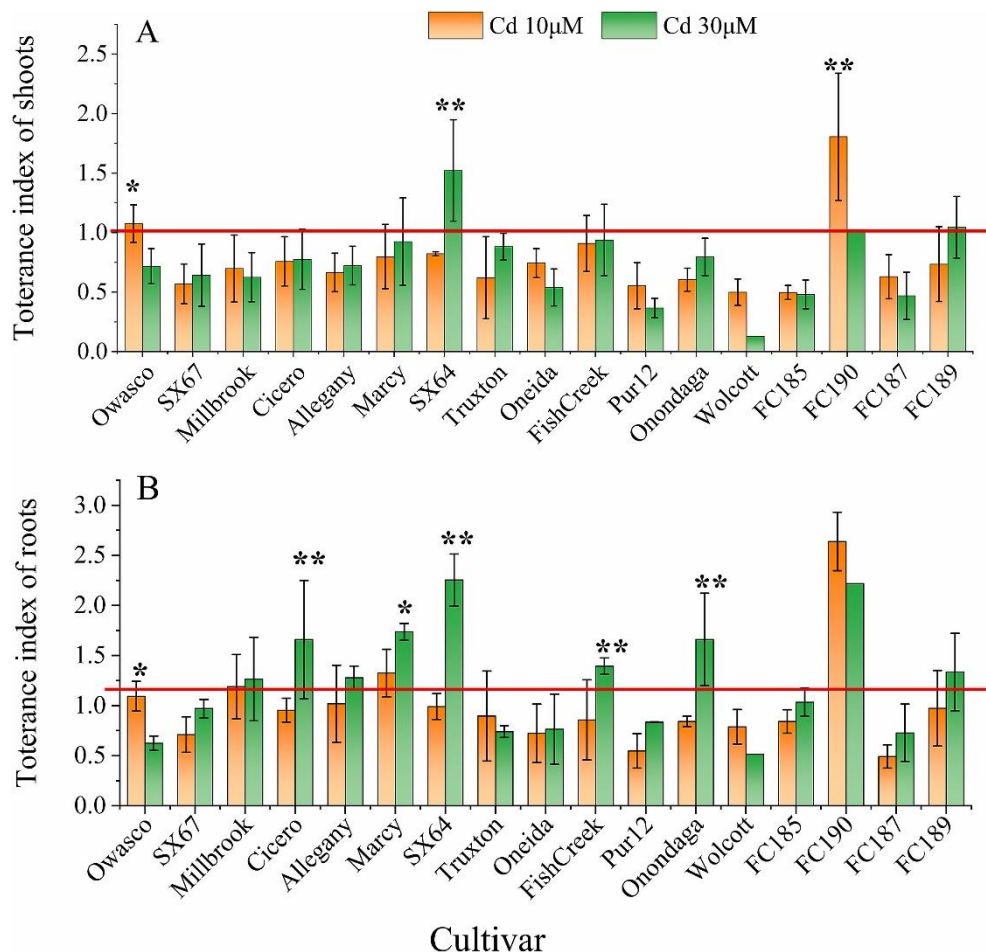 A
Cd 10μM
Cd 30μM
Toterance index of shoots
2.5
2.0
1.5
1.0
0.5
0.0
*
**
**
Owasco
SX67
Millbrook
Cicero
Allegany
Marcy
SX64
Truxton
Oneida
FishCreek
Pur12
Onondaga
Wolcott
FC185
FC190
FC187
FC189
B
Toterance index of roots
3.0
2.5
2.0
1.5
1.0
0.5
0.0
*
**
*
**
**
**
Owasco
SX67
Millbrook
Cicero
Allegany
Marcy
SX64
Truxton
Oneida
FishCreek
Pur12
Onondaga
Wolcott
FC185
FC190
FC187
FC189
Cultivar